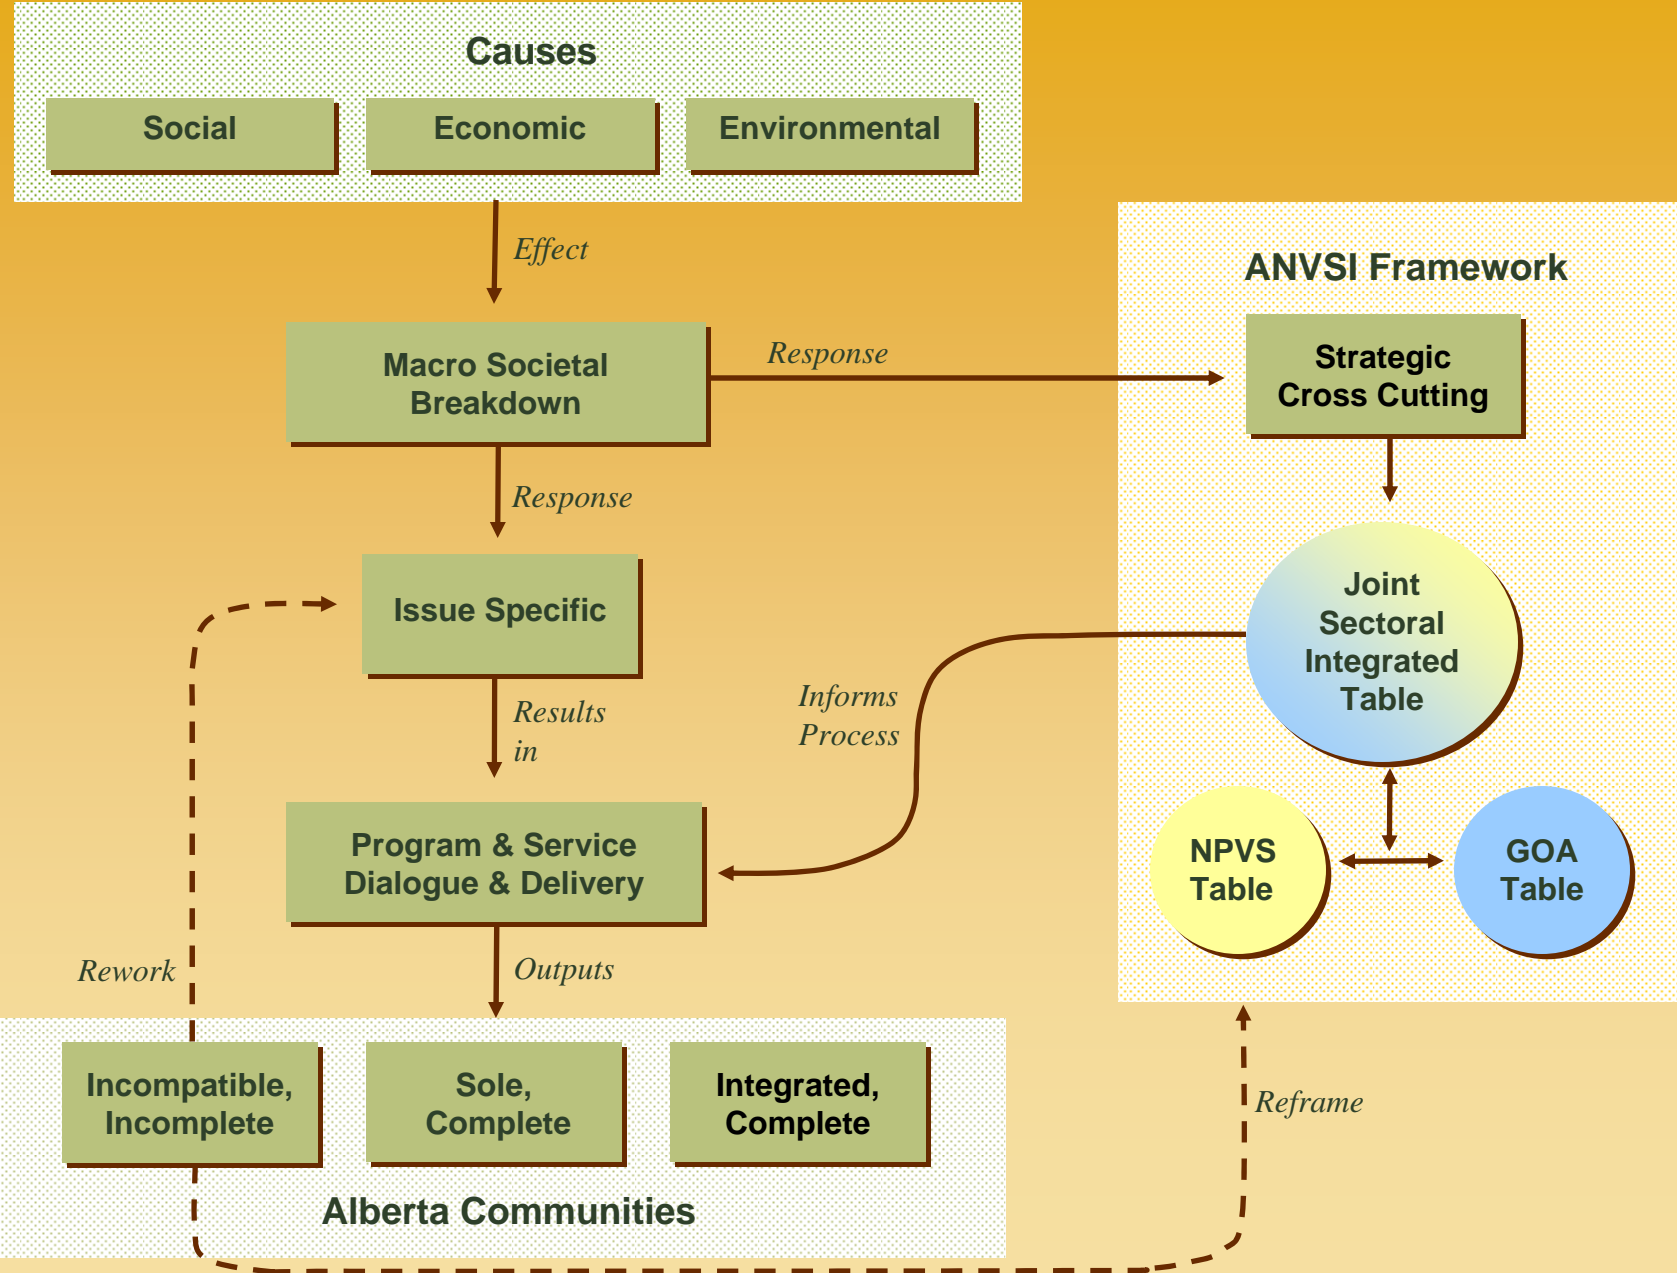 Causes
Social
Economic
Environmental
Effect
Macro Societal
Breakdown
Response
Response
Issue Specific
Results
in
Informs
Process
Program & Service
Dialogue & Delivery
Rework
Outputs
Incompatible,
Incomplete
Sole,
Complete
Integrated,
Complete
Alberta Communities
ANVSI Framework
Strategic
Cross Cutting
Joint
Sectoral
Integrated
Table
NPVS
Table
GOA
Table
Reframe